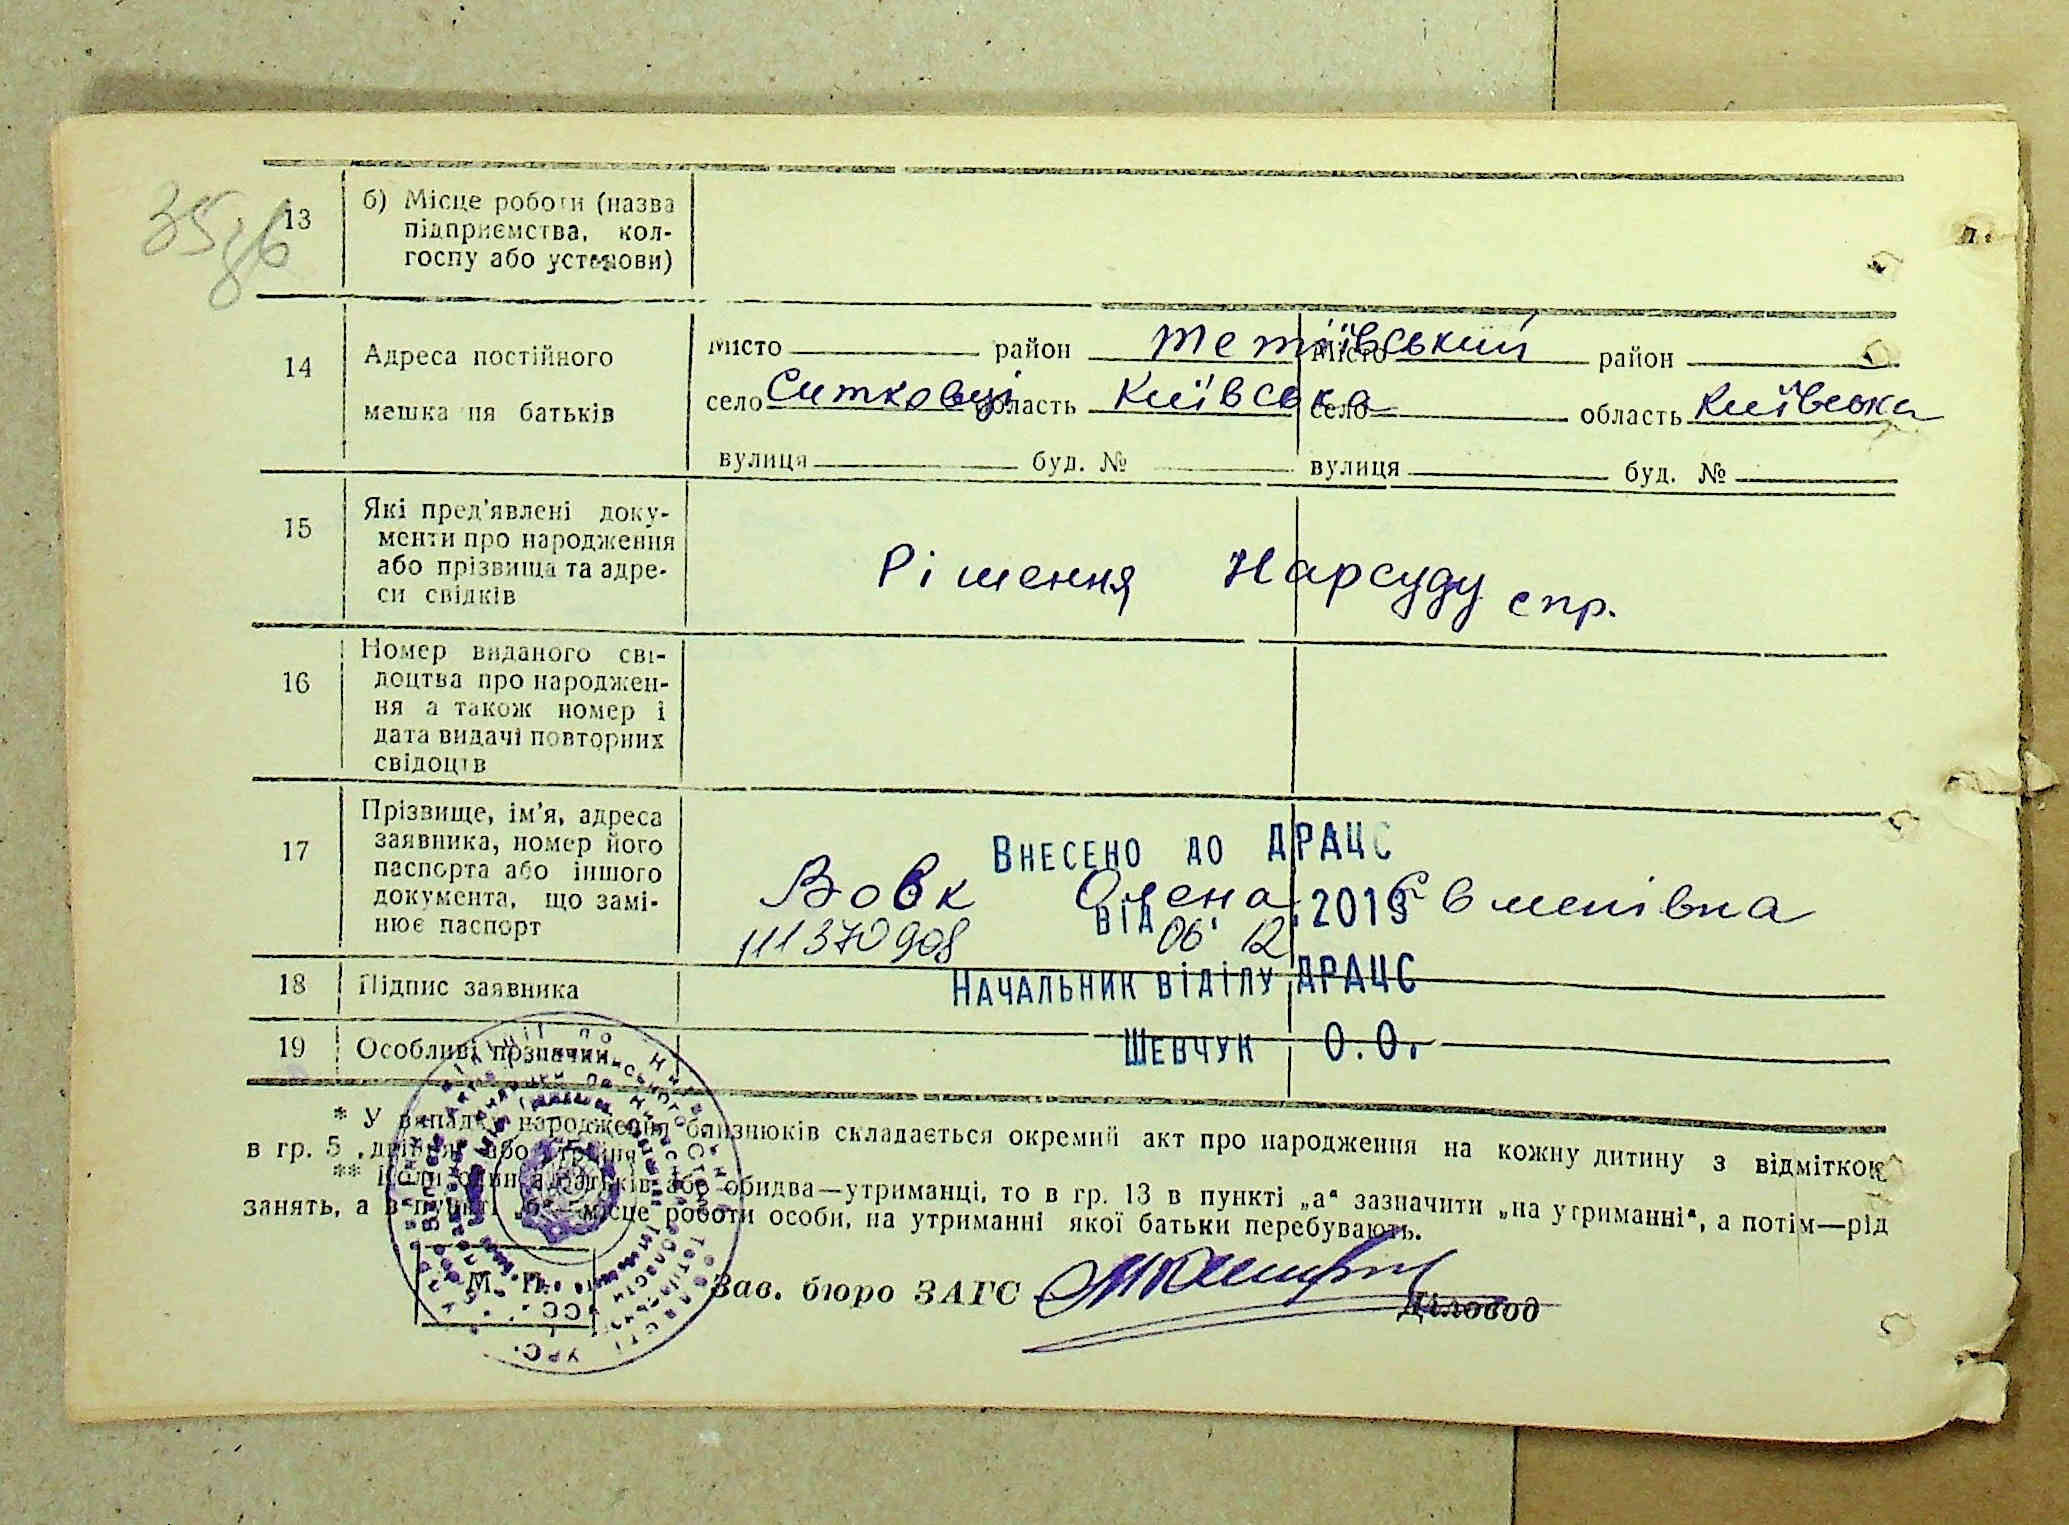 35 зв
13 б) Місце роботи (назва
підприємства, кол-
госпу або установи)
п.
14 Адреса постійного
мешкання батьків
місто район Тетіївський місто район
село Ситковці область Київська село область Київська
вулиця буд. № вулиця буд. №
15 Які пред'явлені доку-
менти про народження
або прізвища та адре-
си свідків
Рішення Нарсуду спр.
16 Номер виданого сві-
доцтва про народжен-
ня а також номер і
дата видачі повторних
свідоцтв
17 Прізвище, ім'я, адреса
заявника, номер його
паспорта або іншого
документа, що замі-
нює паспорт
Внесено до ДРАЦС
Вовк Олена Євменівна
від 06. 12.2013
111370908
18 Підпис заявника
Начальник відділу ДРАЦС
19 Особливі позначки
Шевчук О.О.
* У випадку народження близнюків складається окремий акт про народження на кожну дитину з відміткою
в гр. 5 „двійня“ або „трійня“.
** Коли один з батьків або обидва—утриманці, то в гр. 13 в пункті „а“ зазначити „на утриманні“, а потім—рід
занять, а в пункті „б“—місце роботи особи, на утриманні якої батьки перебувають.
М. П.
Зав. бюро ЗАГС
Діловод